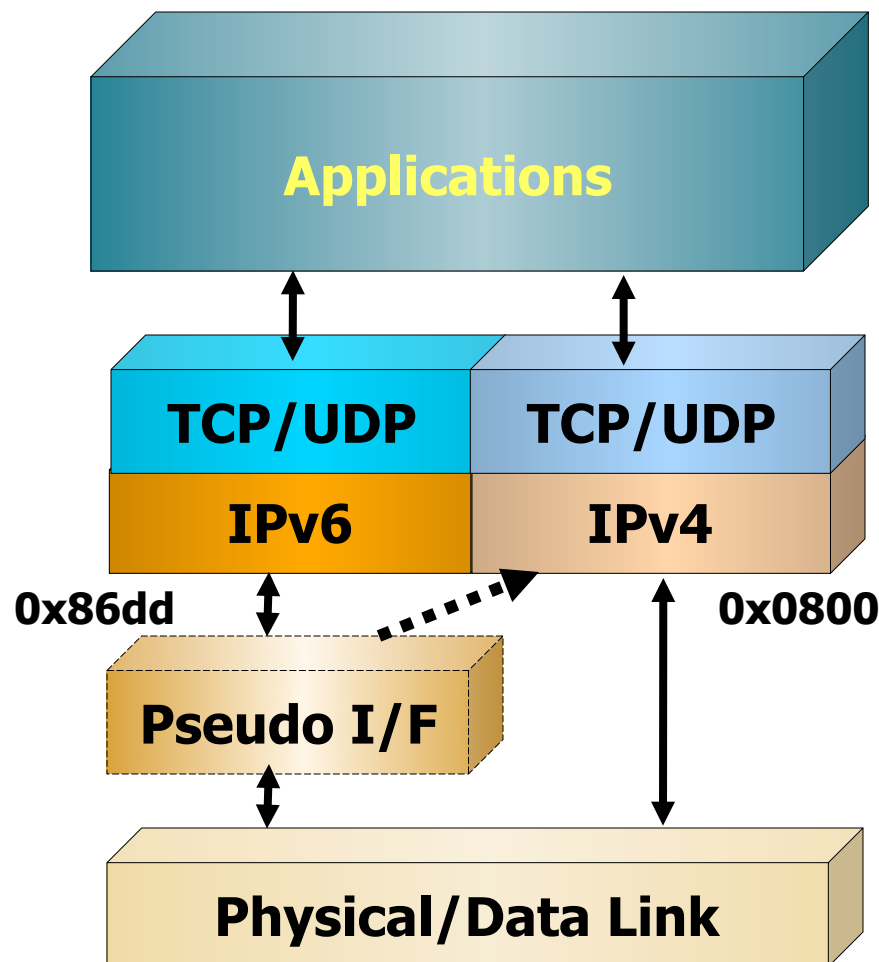 Applications
TCP/UDP TCP/UDP
IPv6 IPv4
0x86dd 0x0800
Pseudo I/F
Physical/Data Link